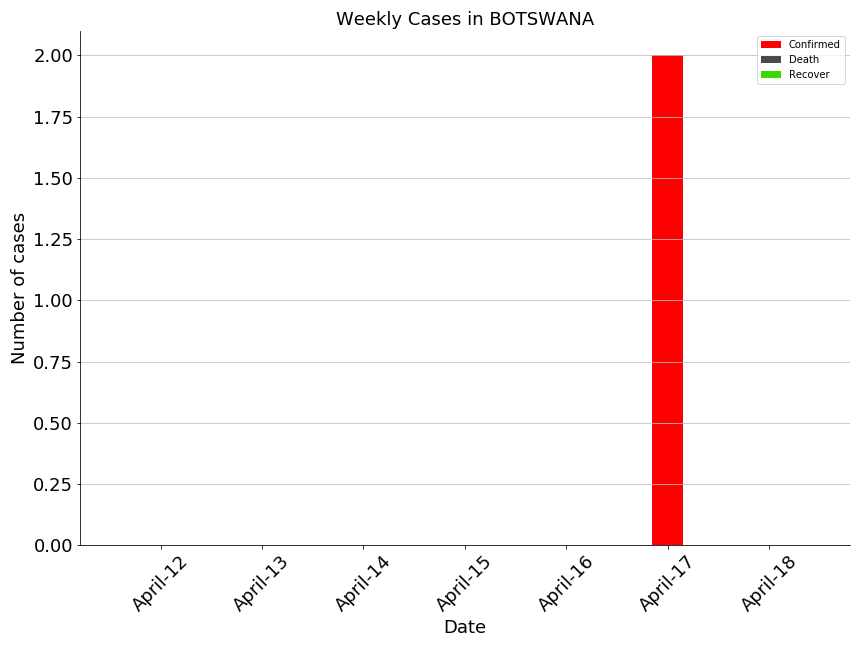 Weekly Cases in BOTSWANA
Confirmed
Death
Recover
Number of cases
2.00
1.75
1.50
1.25
1.00
0.75
0.50
0.25
0.00
April-12
April-13
April-14
April-15
April-16
April-17
April-18
Date